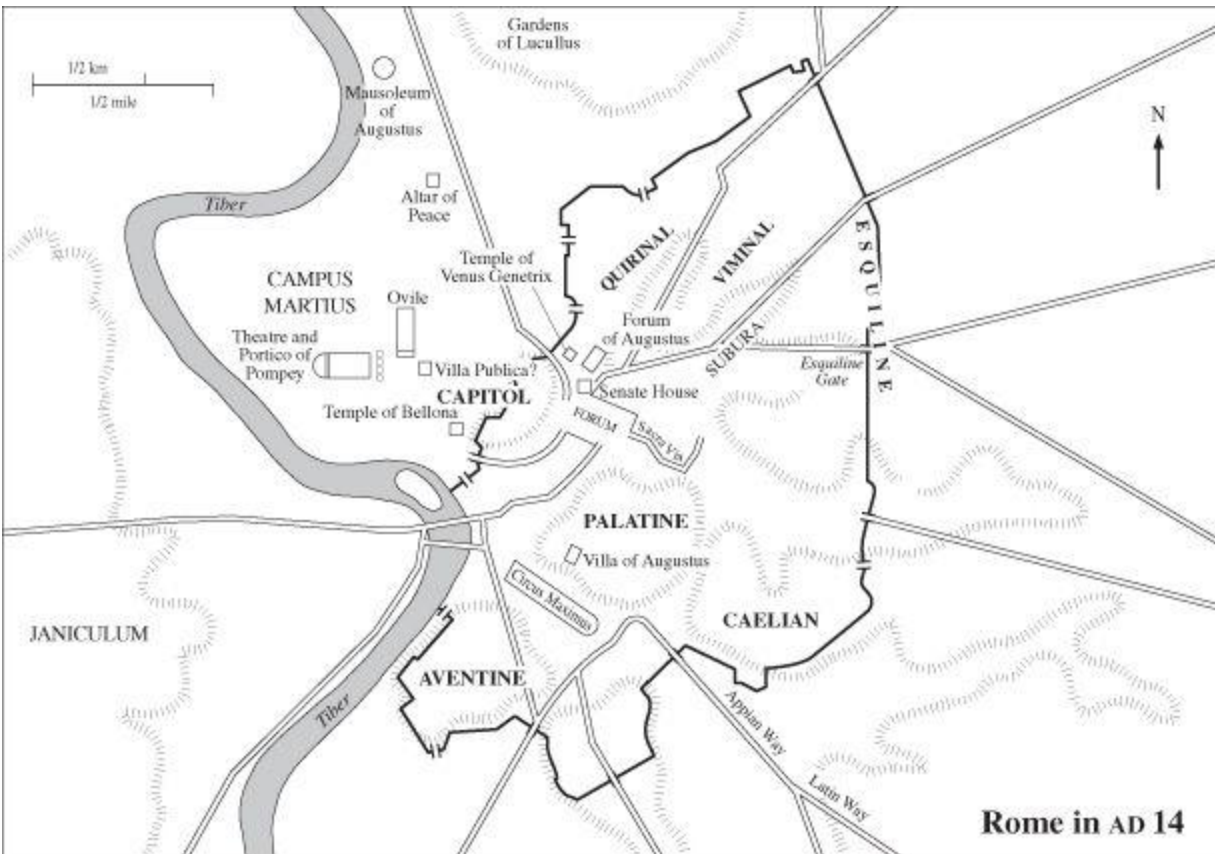 Gardens
of Lucullus
1/2 km
1/2 mile
Mausoleum
of
Augustus
N
Altar of
Peace
Tiber
Temple of
Venus Genetrix
QUIRINAL
VIMINAL
ESQUILINE
CAMPUS
MARTIUS
Ovile
Theatre and
Portico of
Pompey
Forum
of Augustus
SUBURA
Esquiline
Gate
Villa Publica?
CAPITOL
Senate House
Temple of Bellona
FORUM
Sacra Via
PALATINE
Villa of Augustus
Circus Maximus
CAELIAN
JANICULUM
AVENTINE
Tiber
Appian Way
Latin Way
Rome in AD 14